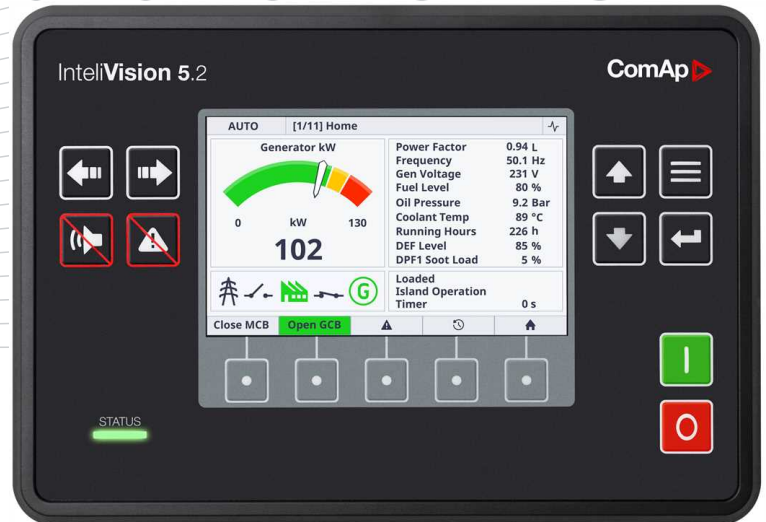 InteliVision 5.2
ComAp
AUTO [1/11] Home
Generator kW
0 kW 130
102
Power Factor 0.94 L
Frequency 50.1 Hz
Gen Voltage 231 V
Fuel Level 80 %
Oil Pressure 9.2 Bar
Coolant Temp 89 °C
Running Hours 226 h
DEF Level 85 %
DPF1 Soot Load 5 %
G
Loaded
Island Operation
Timer 0 s
Close MCB Open GCB
STATUS